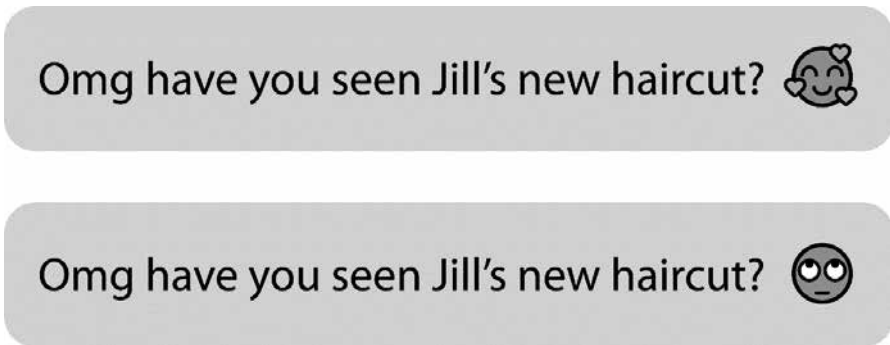 Omg have you seen Jill’s new haircut? 🥰
Omg have you seen Jill’s new haircut? 🙄